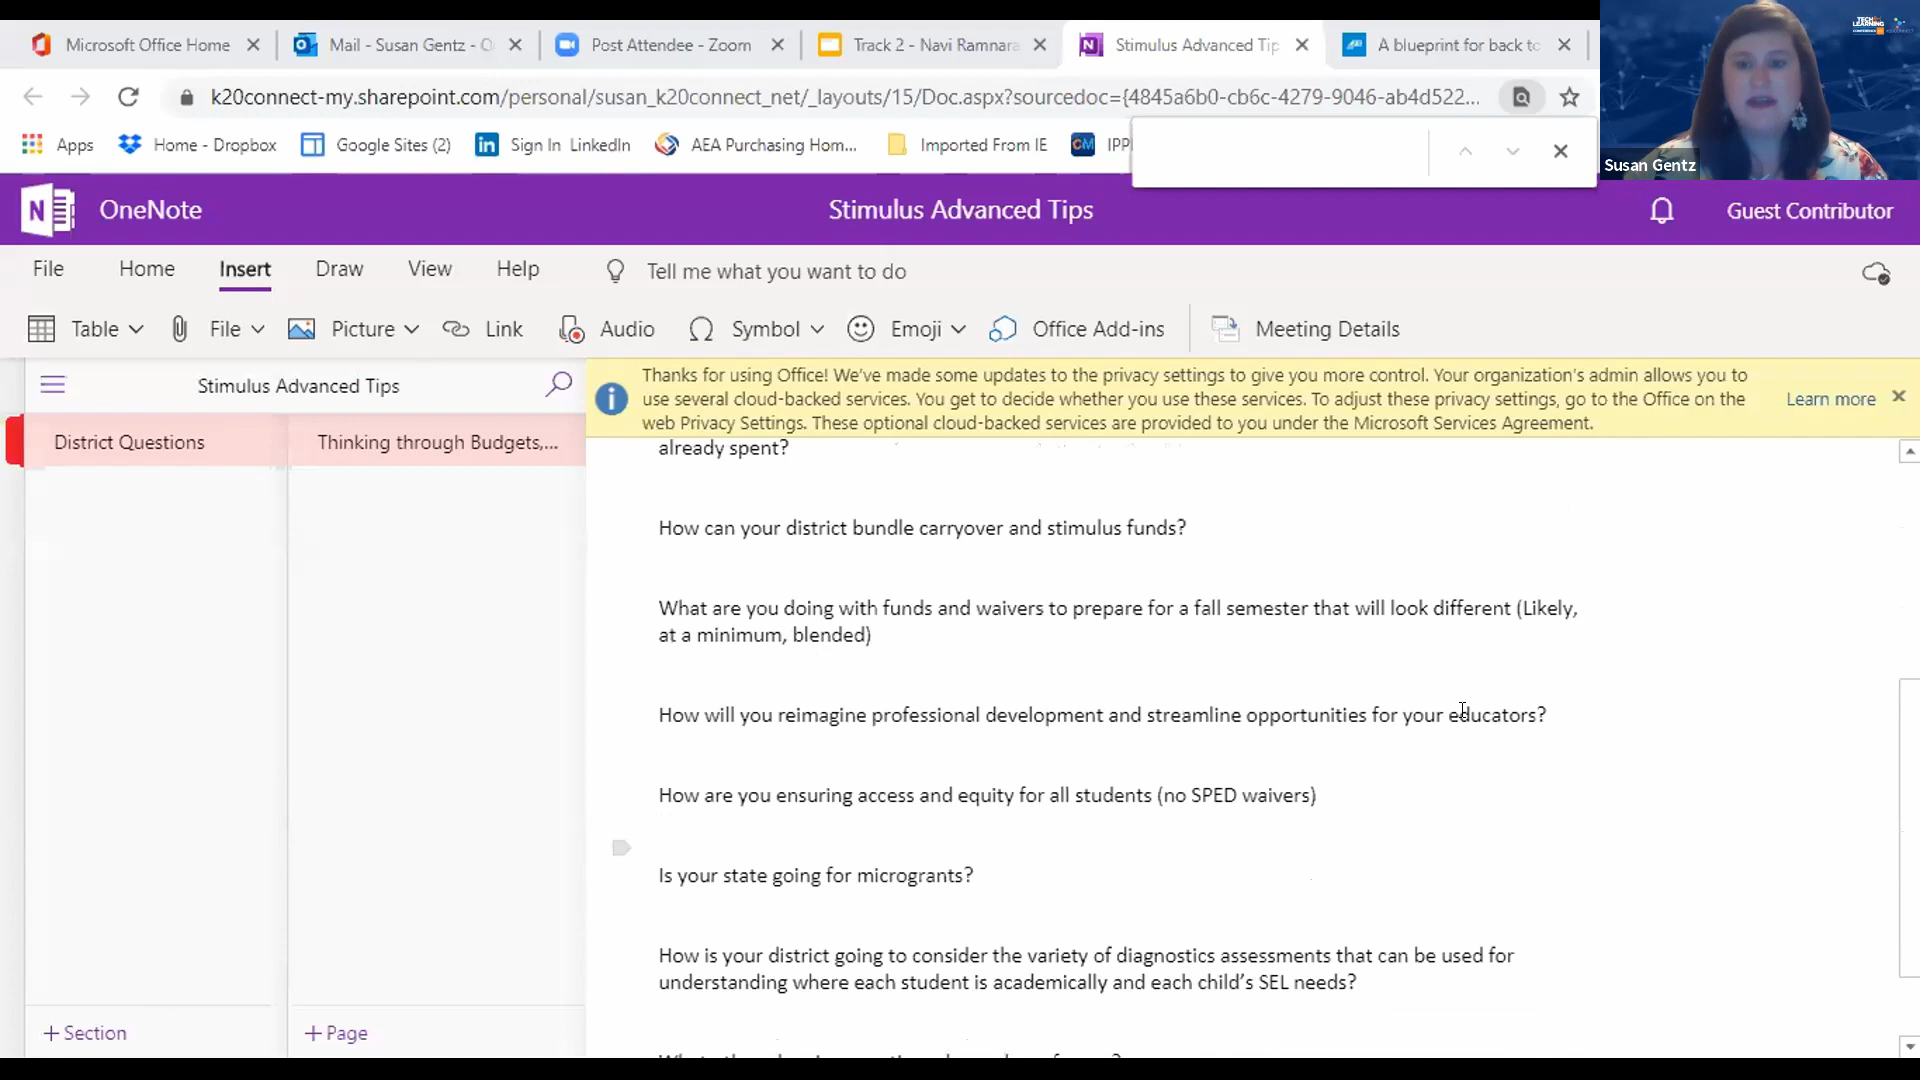 Microsoft Office Home
Mail - Susan Gentz - O
Post Attendee - Zoom
Track 2 - Navi Ramnara
Stimulus Advanced Tip
A blueprint for back to
TECH & LEARNING
k20connect-my.sharepoint.com/personal/susan_k20connect_net/_layouts/15/Doc.aspx?sourcedoc={4845a6b0-cb6c-4279-9046-ab4d522...
Apps
Home - Dropbox
Google Sites (2)
Sign In LinkedIn
AEA Purchasing Hom...
Imported From IE
CM
IPP
Susan Gentz
N
OneNote
Stimulus Advanced Tips
Guest Contributor
File
Home
Insert
Draw
View
Help
Tell me what you want to do
Table
File
Picture
Link
Audio
Symbol
Emoji
Office Add-ins
Meeting Details
Stimulus Advanced Tips
District Questions
Thinking through Budgets,...
Thanks for using Office! We've made some updates to the privacy settings to give you more control. Your organization's admin allows you to
use several cloud-backed services. You get to decide whether you use these services. To adjust these privacy settings, go to the Office on the
web Privacy Settings. These optional cloud-backed services are provided to you under the Microsoft Services Agreement.
Learn more
already spent?
How can your district bundle carryover and stimulus funds?
What are you doing with funds and waivers to prepare for a fall semester that will look different (Likely,
at a minimum, blended)
How will you reimagine professional development and streamline opportunities for your educators?
How are you ensuring access and equity for all students (no SPED waivers)
Is your state going for microgrants?
How is your district going to consider the variety of diagnostics assessments that can be used for
understanding where each student is academically and each child's SEL needs?
+ Section
+ Page